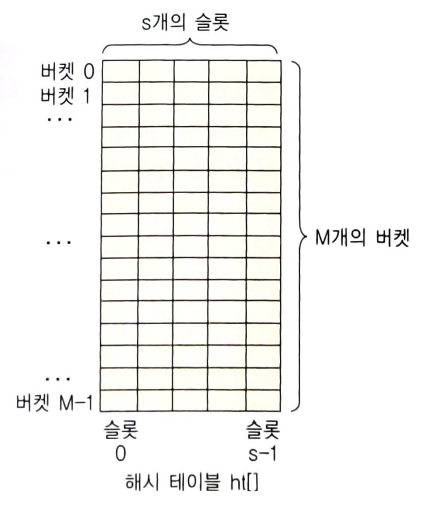 s개의 슬롯
버켓 0
버켓 1
...
...
M개의 버켓
...
버켓 M-1
슬롯 슬롯
0 s-1
해시 테이블 ht[]